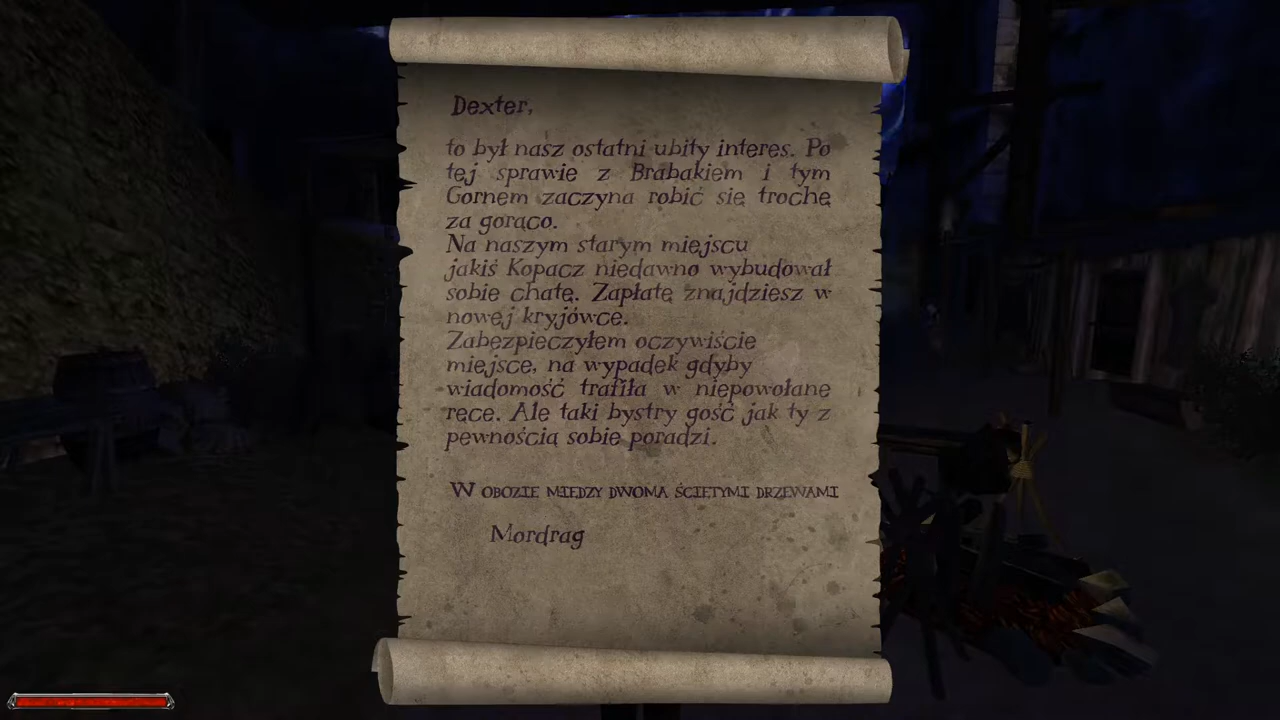 Dexter,
to był nasz ostatni ubity interes. Po
tej sprawie z Brabakiem i tym
Gornem zaczyna robić się trochę
za gorąco.
Na naszym starym miejscu
jakiś Kopacz niedawno wybudował
sobie chatę. Zapłatę znajdziesz w
nowej kryjówce.
Zabezpieczyłem oczywiście
miejsce, na wypadek gdyby
wiadomość trafiła w niepowołane
ręce. Ale taki bystry gość jak ty z
pewnością sobie poradzi.
W OBOZIE MIĘDZY DWOMA ŚCIĘTYMI DRZEWAMI
Mordrag